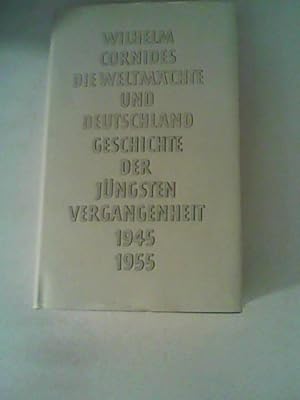 WILHELM
CORNIDES
DIE WELTMÄCHTE
UND
DEUTSCHLAND
GESCHICHTE
DER
JÜNGSTEN
VERGANGENHEIT
1945
1955